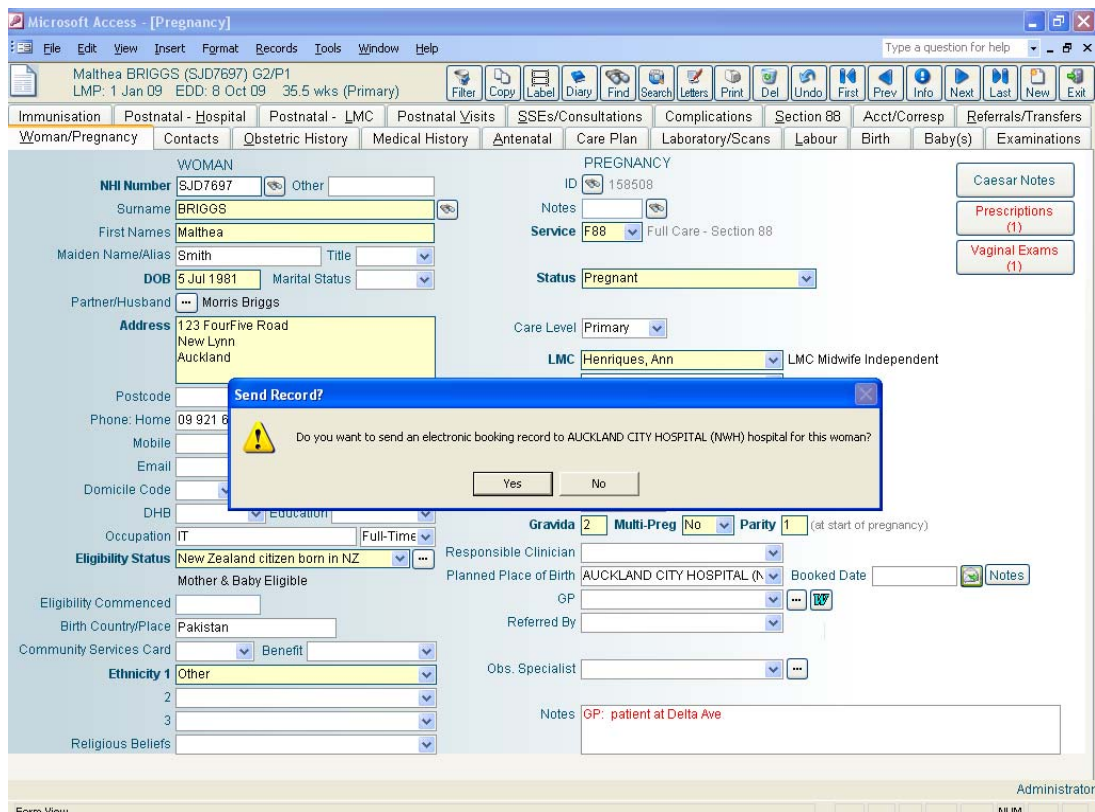 Microsoft Access - [Pregnancy]
File Edit View Insert Format Records Tools Window Help Type a question for help
Malthea BRIGGS (SJD7697) G2/P1
LMP: 1 Jan 09 EDD: 8 Oct 09 35.5 wks (Primary)
Filter Copy Label Diary Find Search Letters Print Del Undo First Prev Info Next Last New Exit
Immunisation Postnatal - Hospital Postnatal - LMC Postnatal Visits SSEs/Consultations Complications Section 88 Acct/Corresp Referrals/Transfers
Woman/Pregnancy Contacts Obstetric History Medical History Antenatal Care Plan Laboratory/Scans Labour Birth Baby(s) Examinations
WOMAN PREGNANCY
NHI Number SJD7697 Other ID 158508 Caesar Notes
Surname BRIGGS Notes Prescriptions
(1)
First Names Malthea Service F88 Full Care - Section 88
Maiden Name/Alias Smith Title Vaginal Exams
(1)
DOB 5 Jul 1981 Marital Status Status Pregnant
Partner/Husband ... Morris Briggs
Address 123 FourFive Road Care Level Primary
New Lynn
Auckland LMC Henriques, Ann LMC Midwife Independent
Postcode
Send Record?
Phone: Home 09 921 6
Do you want to send an electronic booking record to AUCKLAND CITY HOSPITAL (NWH) hospital for this woman?
Mobile
Email
Yes No
Domicile Code
DHB Education
Gravida 2 Multi-Preg No Parity 1 (at start of pregnancy)
Occupation IT Full-Time
Eligibility Status New Zealand citizen born in NZ ... Responsible Clinician
Mother & Baby Eligible Planned Place of Birth AUCKLAND CITY HOSPITAL (N Booked Date Notes
Eligibility Commenced GP ... W
Birth Country/Place Pakistan Referred By
Community Services Card Benefit
Ethnicity 1 Other Obs. Specialist ...
2
3 Notes GP: patient at Delta Ave
Religious Beliefs
Administrator
Form View NUM